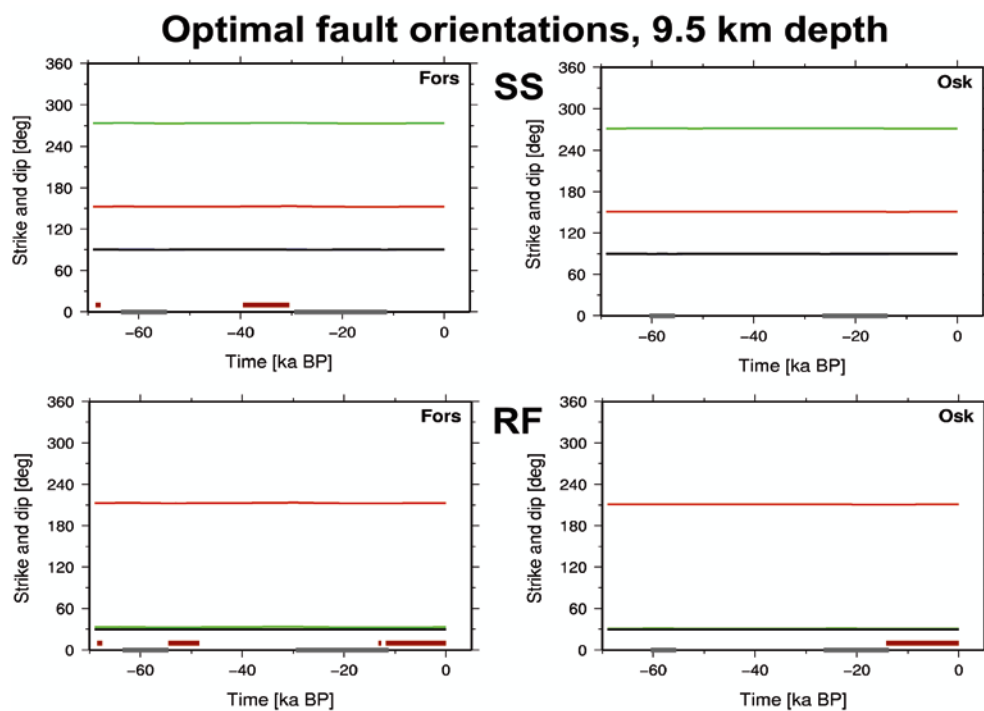 Optimal fault orientations, 9.5 km depth
SS
Fors
Strike and dip [deg]
360
300
240
180
120
60
0
−60 −40 −20 0
Time [ka BP]
Osk
Strike and dip [deg]
360
300
240
180
120
60
0
−60 −40 −20 0
Time [ka BP]
RF
Fors
Strike and dip [deg]
360
300
240
180
120
60
0
−60 −40 −20 0
Time [ka BP]
Osk
Strike and dip [deg]
360
300
240
180
120
60
0
−60 −40 −20 0
Time [ka BP]